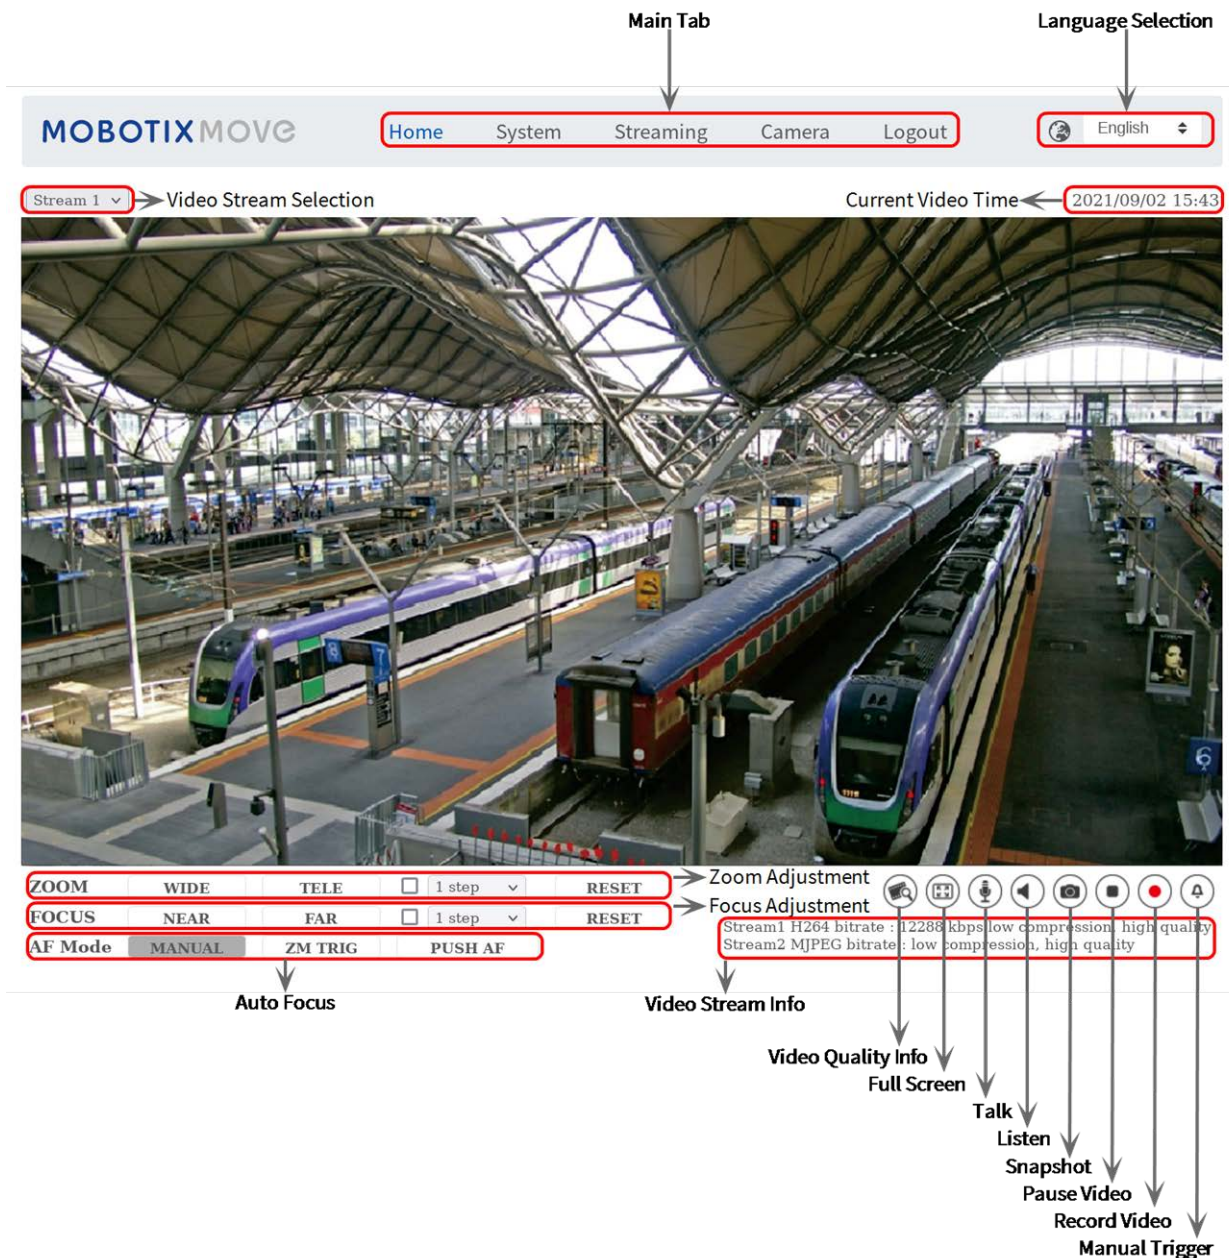 Main Tab
Language Selection
MOBOTIX MOVE
Home System Streaming Camera Logout
English
Stream 1
Video Stream Selection
Current Video Time
2021/09/02 15:43
8
7
6
ZOOM WIDE TELE 1 step RESET
Zoom Adjustment
FOCUS NEAR FAR 1 step RESET
Focus Adjustment
AF Mode MANUAL ZM TRIG PUSH AF
Stream1 H264 bitrate : 12288 kbps low compression, high quality
Stream2 MJPEG bitrate : low compression, high quality
Auto Focus
Video Stream Info
Video Quality Info
Full Screen
Talk
Listen
Snapshot
Pause Video
Record Video
Manual Trigger